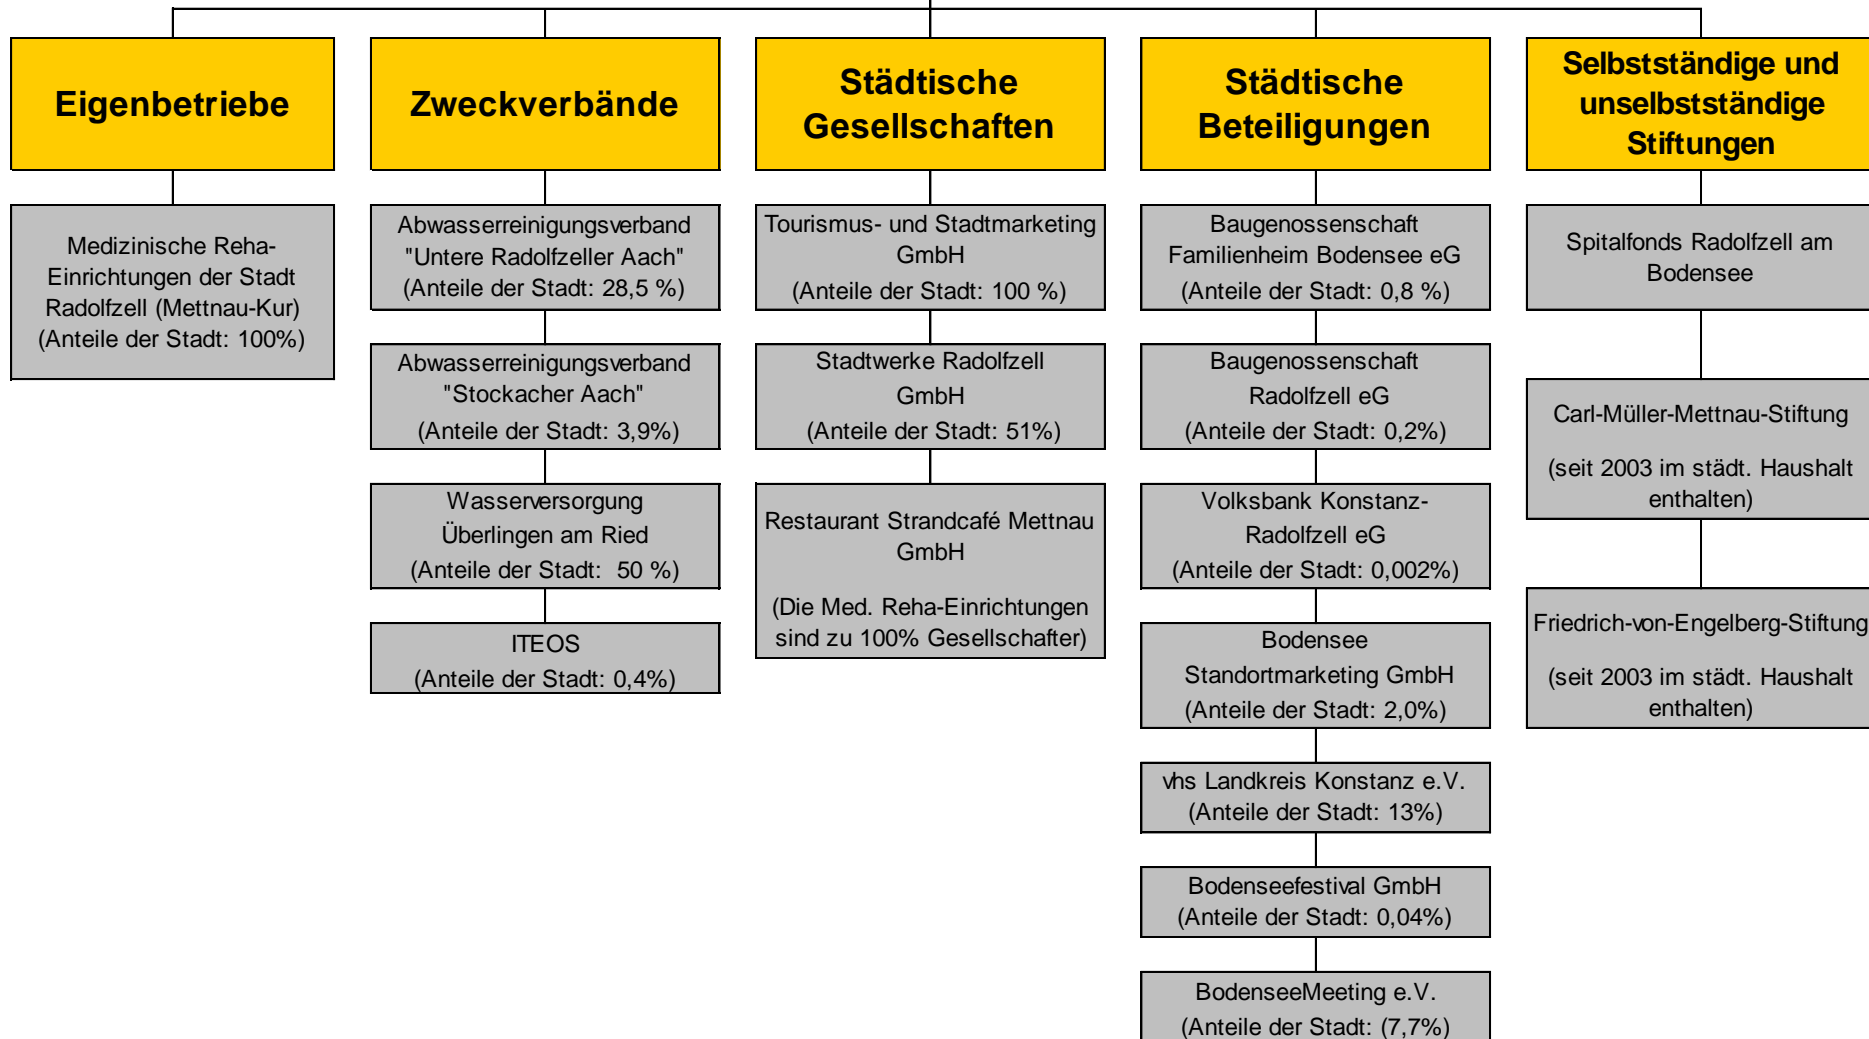 Eigenbetriebe
Medizinische Reha-
Einrichtungen der Stadt
Radolfzell (Mettnau-Kur)
(Anteile der Stadt: 100%)
Zweckverbände
Abwasserreinigungsverband
"Untere Radolfzeller Aach"
(Anteile der Stadt: 28,5 %)
Abwasserreinigungsverband
"Stockacher Aach"
(Anteile der Stadt: 3,9%)
Wasserversorgung
Überlingen am Ried
(Anteile der Stadt:  50 %)
ITEOS
(Anteile der Stadt: 0,4%)
Städtische
Gesellschaften
Tourismus- und Stadtmarketing
GmbH
(Anteile der Stadt: 100 %)
Stadtwerke Radolfzell
GmbH
(Anteile der Stadt: 51%)
Restaurant Strandcafé Mettnau
GmbH
(Die Med. Reha-Einrichtungen
sind zu 100% Gesellschafter)
Städtische
Beteiligungen
Baugenossenschaft
Familienheim Bodensee eG
(Anteile der Stadt: 0,8 %)
Baugenossenschaft
Radolfzell eG
(Anteile der Stadt: 0,2%)
Volksbank Konstanz-
Radolfzell eG
(Anteile der Stadt: 0,002%)
Bodensee
Standortmarketing GmbH
(Anteile der Stadt: 2,0%)
vhs Landkreis Konstanz e.V.
(Anteile der Stadt: 13%)
Bodenseefestival GmbH
(Anteile der Stadt: 0,04%)
BodenseeMeeting e.V.
(Anteile der Stadt: (7,7%)
Selbstständige und
unselbstständige
Stiftungen
Spitalfonds Radolfzell am
Bodensee
Carl-Müller-Mettnau-Stiftung
(seit 2003 im städt. Haushalt
enthalten)
Friedrich-von-Engelberg-Stiftung
(seit 2003 im städt. Haushalt
enthalten)